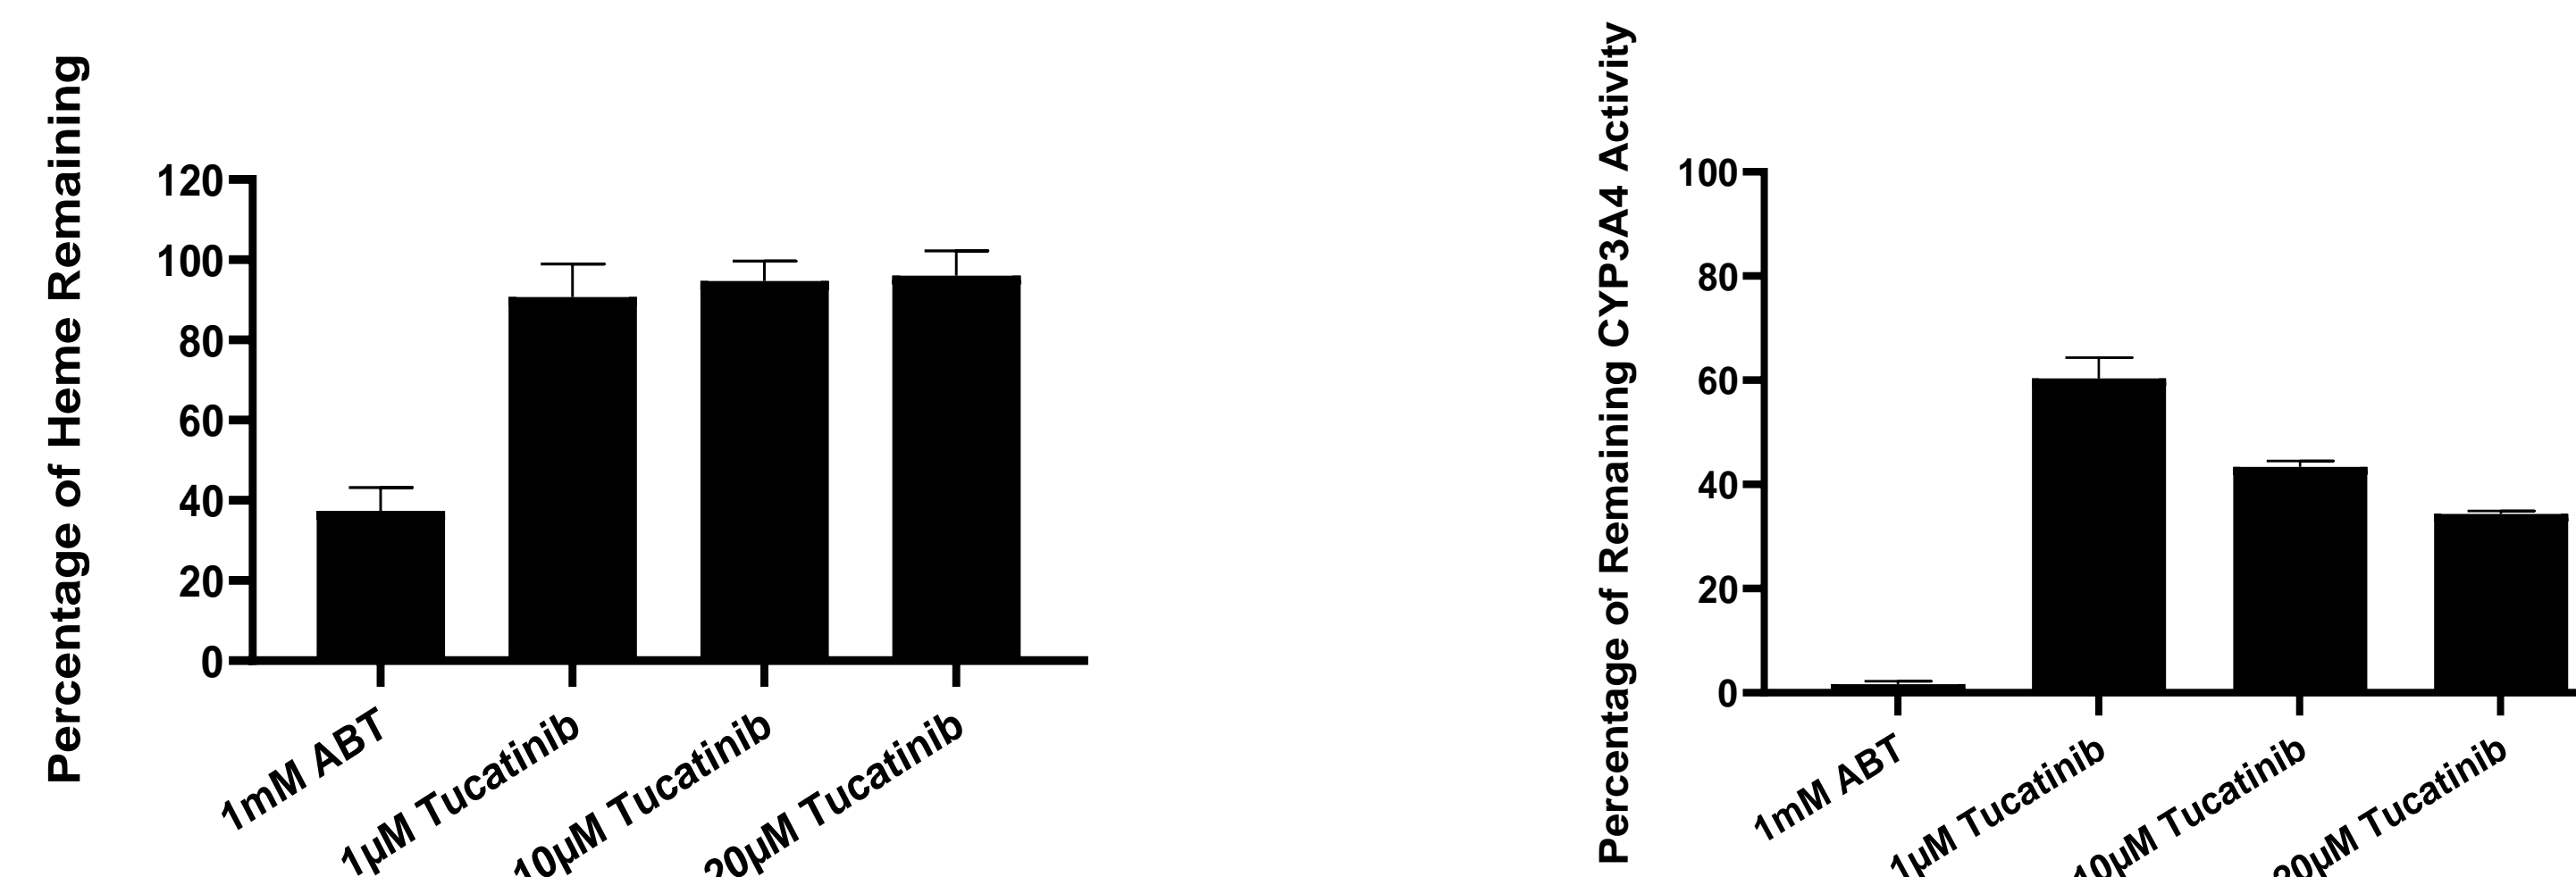 Percentage of Heme Remaining
120
100
80
60
40
20
0
1mM ABT
1µM Tucatinib
10µM Tucatinib
20µM Tucatinib
Percentage of Remaining CYP3A4 Activity
100
80
60
40
20
0
1mM ABT
1µM Tucatinib
10µM Tucatinib
20µM Tucatinib